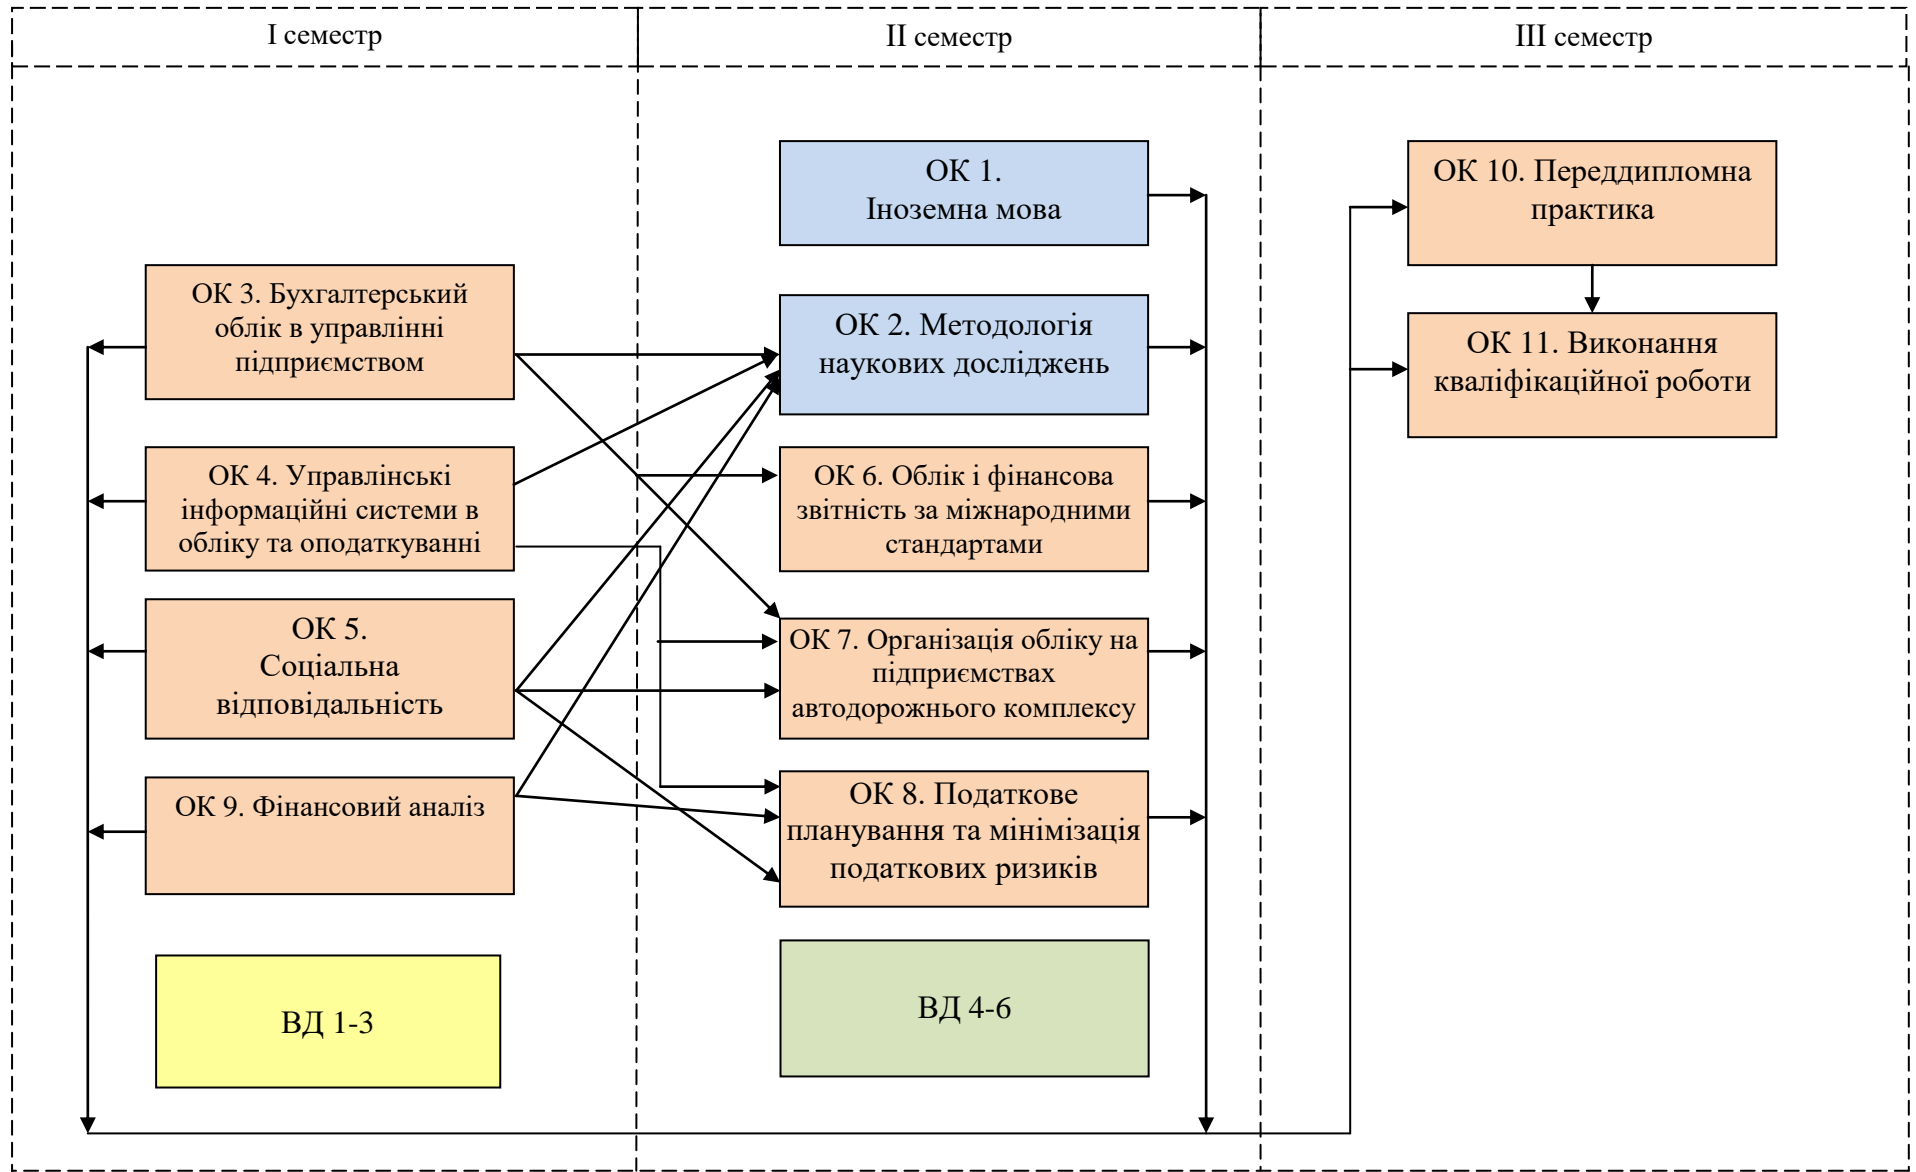 І семестр
ІІ семестр
ІІІ семестр
ОК 3. Бухгалтерський
облік в управлінні
підприємством
ОК 4. Управлінські
інформаційні системи в
обліку та оподаткуванні
ОК 5.
Соціальна
відповідальність
ОК 9. Фінансовий аналіз
ВД 1-3
ОК 1.
Іноземна мова
ОК 2. Методологія
наукових досліджень
ОК 6. Облік і фінансова
звітність за міжнародними
стандартами
ОК 7. Організація обліку на
підприємствах
автодорожнього комплексу
ОК 8. Податкове
планування та мінімізація
податкових ризиків
ВД 4-6
ОК 10. Переддипломна
практика
ОК 11. Виконання
кваліфікаційної роботи